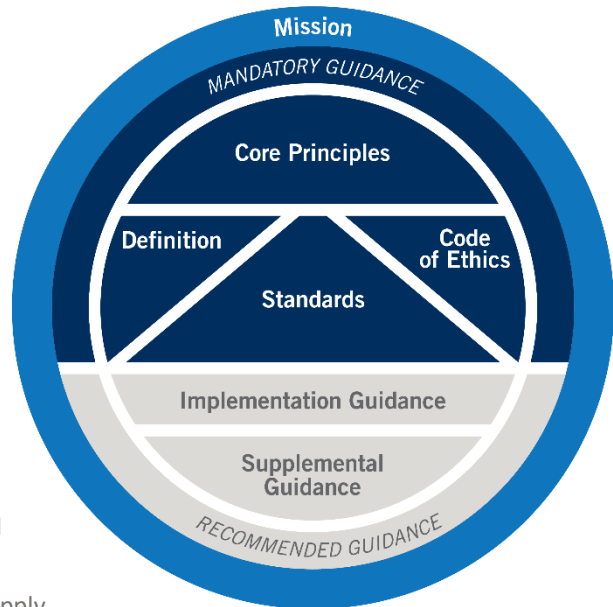 Mission
MANDATORY GUIDANCE
Core Principles
Definition
Code
of Ethics
Standards
Implementation Guidance
Supplemental
Guidance
RECOMMENDED GUIDANCE